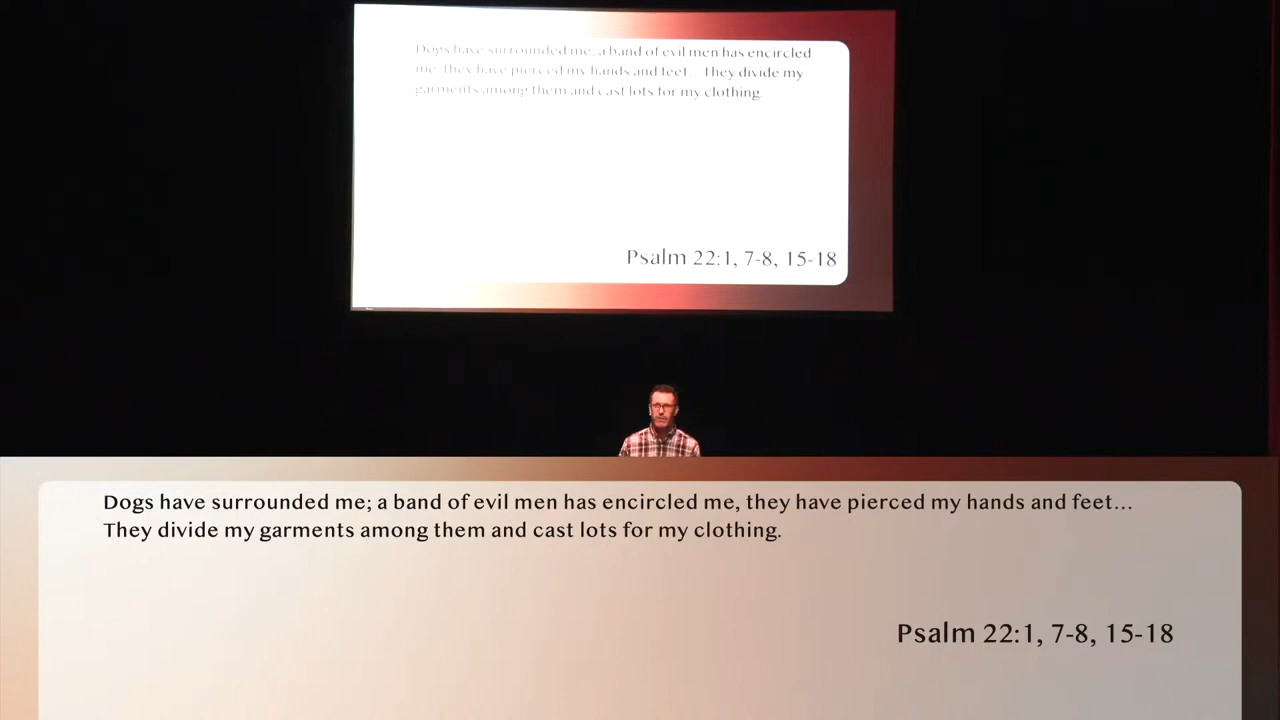 Dogs have surrounded me; a band of evil men has encircled
me, they have pierced my hands and feet... They divide my
garments among them and cast lots for my clothing.
Psalm 22:1, 7-8, 15-18
Dogs have surrounded me; a band of evil men has encircled me, they have pierced my hands and feet...
They divide my garments among them and cast lots for my clothing.
Psalm 22:1, 7-8, 15-18